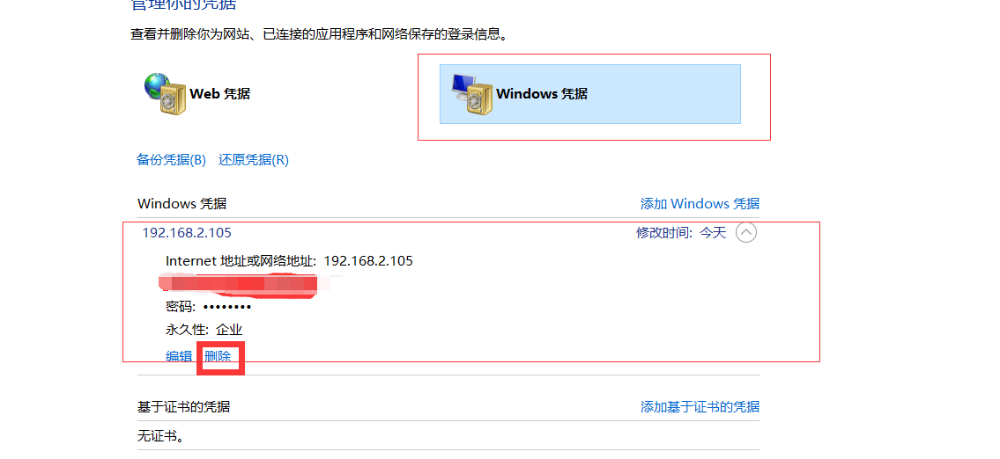 管理你的凭据
查看并删除你为网站、已连接的应用程序和网络保存的登录信息。
Web 凭据
Windows 凭据
备份凭据(B) 还原凭据(R)
Windows 凭据 添加 Windows 凭据
192.168.2.105 修改时间: 今天
Internet 地址或网络地址: 192.168.2.105
密码: ••••••••
永久性: 企业
编辑 删除
基于证书的凭据 添加基于证书的凭据
无证书。